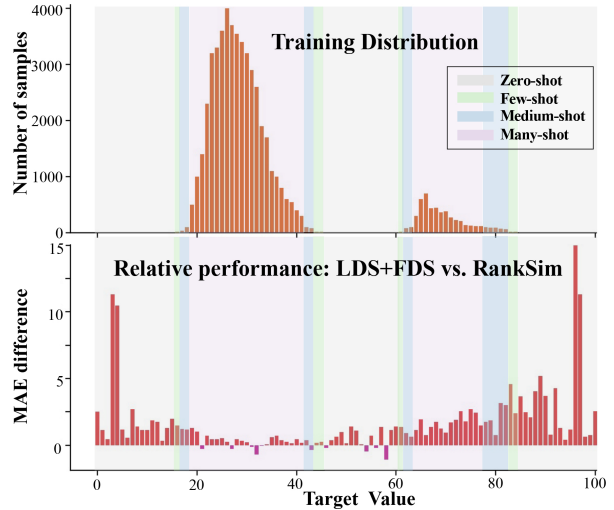 Training Distribution
Number of samples
4000
3000
2000
1000
0
Zero-shot
Few-shot
Medium-shot
Many-shot
Relative performance: LDS+FDS vs. RankSim
MAE difference
15
10
5
0
0 20 40 60 80 100
Target Value